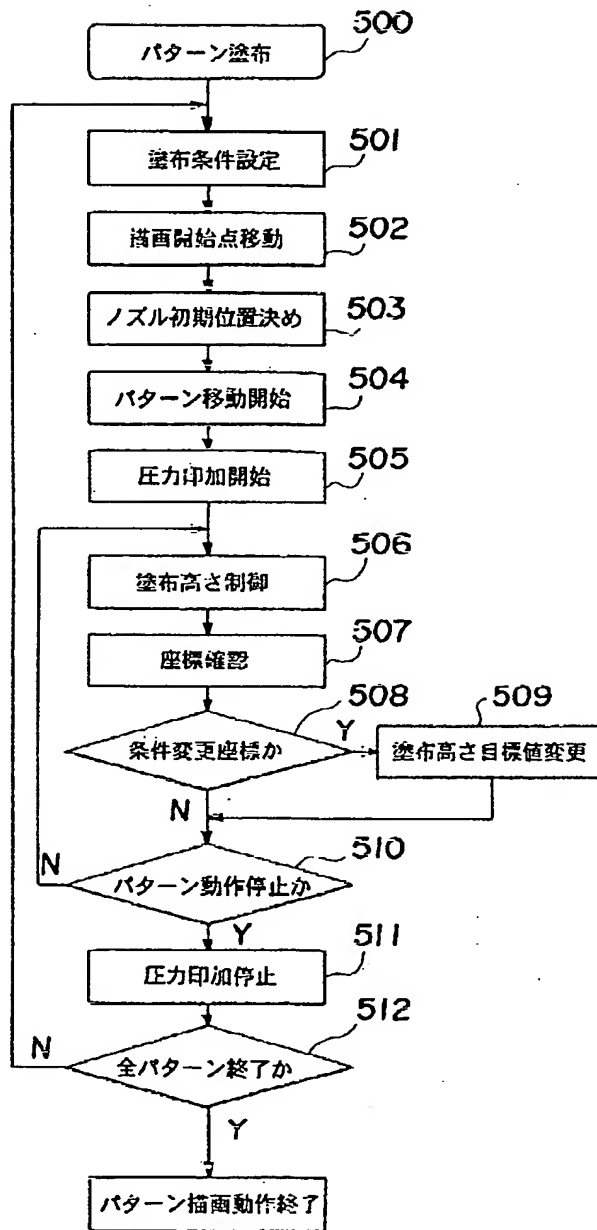 パターン塗布
500
塗布条件設定
501
描画開始点移動
502
ノズル初期位置決め
503
パターン移動開始
504
圧力印加開始
505
塗布高さ制御
506
座標確認
507
条件変更座標か
508
Y
塗布高さ目標値変更
509
N
パターン動作停止か
510
N
Y
圧力印加停止
511
全パターン終了か
512
N
Y
パターン描画動作終了